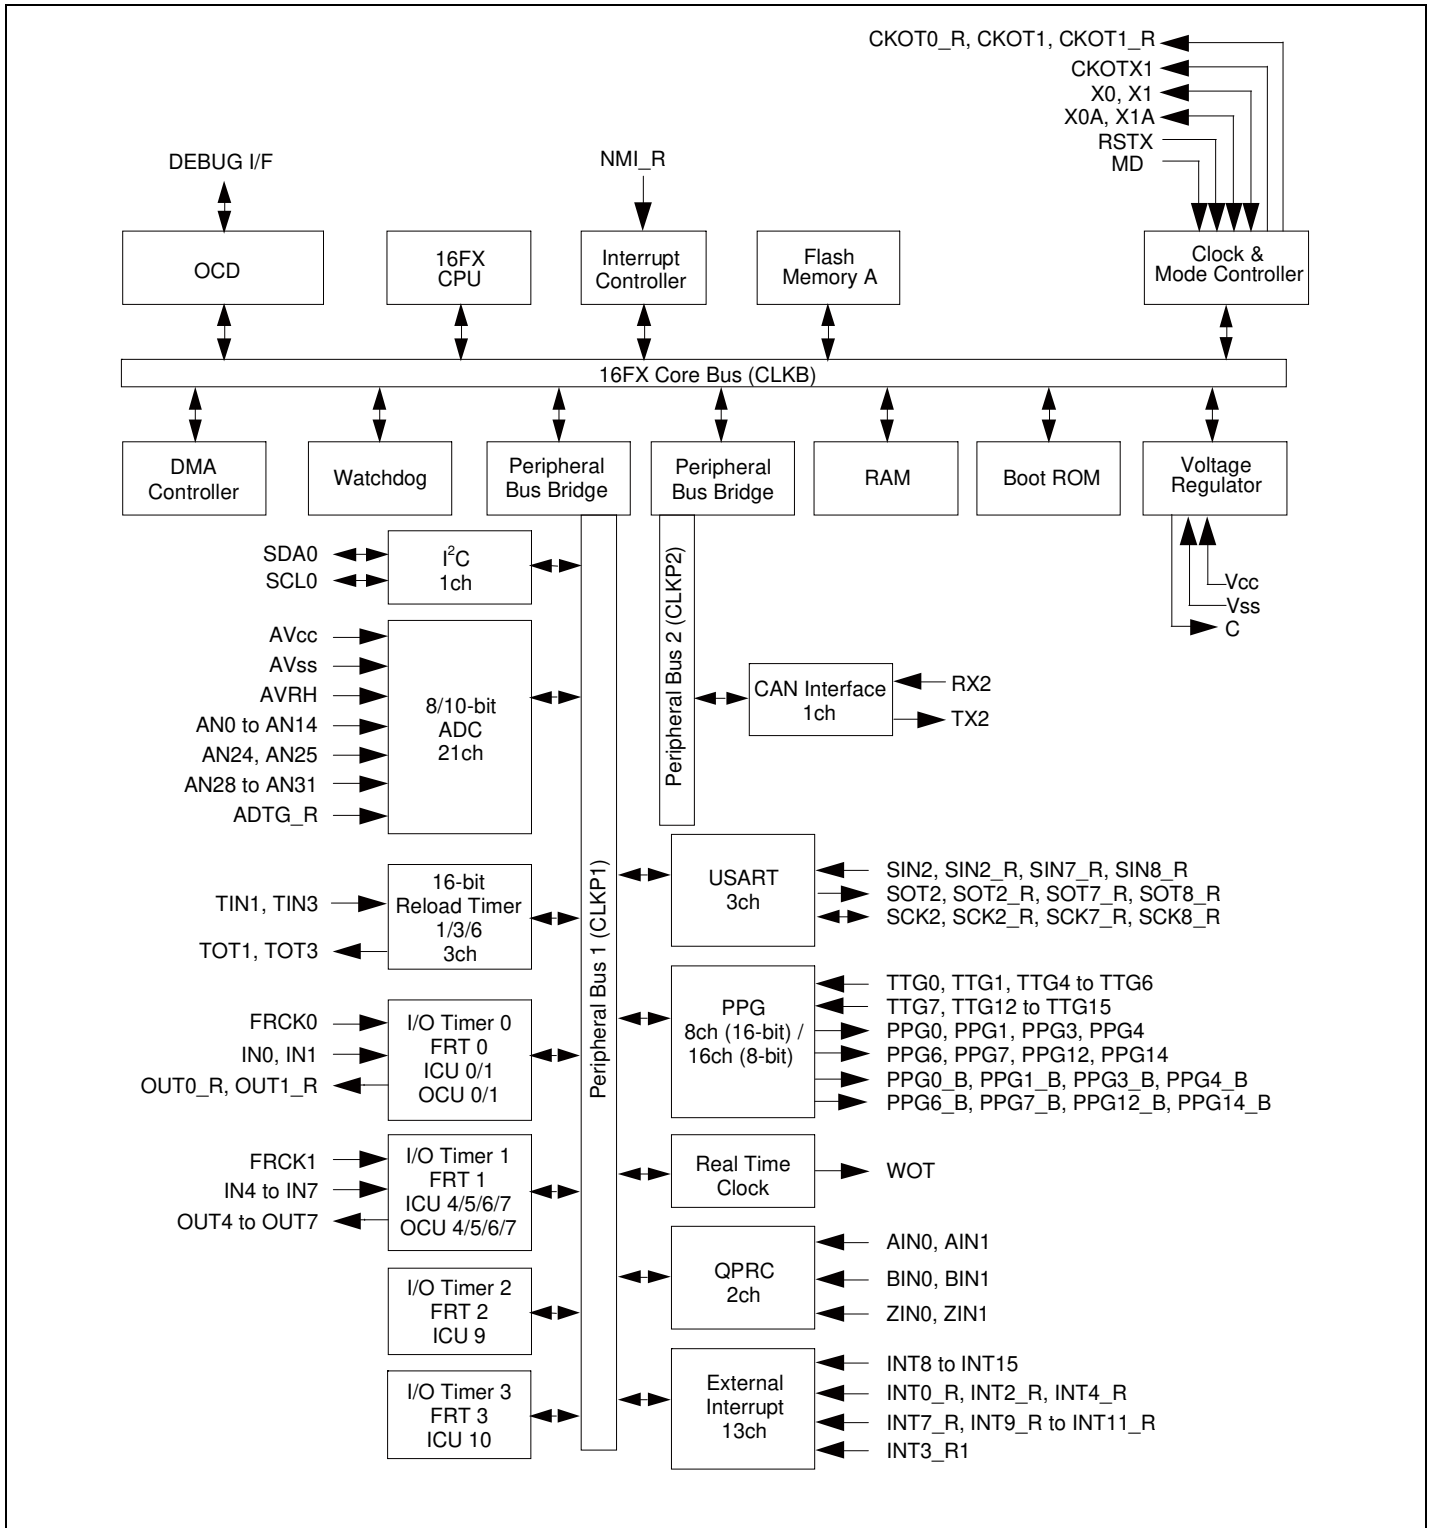 CKOT0_R, CKOT1, CKOT1_R
CKOTX1
X0, X1
X0A, X1A
RSTX
MD
DEBUG I/F
NMI_R
OCD
16FX
CPU
Interrupt
Controller
Flash
Memory A
Clock &
Mode Controller
16FX Core Bus (CLKB)
DMA
Controller
Watchdog
Peripheral
Bus Bridge
Peripheral
Bus Bridge
RAM
Boot ROM
Voltage
Regulator
Vcc
Vss
C
Peripheral Bus 1 (CLKP1)
Peripheral Bus 2 (CLKP2)
SDA0
SCL0
I2C
1ch
AVcc
AVss
AVRH
AN0 to AN14
AN24, AN25
AN28 to AN31
ADTG_R
8/10-bit
ADC
21ch
CAN Interface
1ch
RX2
TX2
TIN1, TIN3
TOT1, TOT3
16-bit
Reload Timer
1/3/6
3ch
USART
3ch
SIN2, SIN2_R, SIN7_R, SIN8_R
SOT2, SOT2_R, SOT7_R, SOT8_R
SCK2, SCK2_R, SCK7_R, SCK8_R
FRCK0
IN0, IN1
OUT0_R, OUT1_R
I/O Timer 0
FRT 0
ICU 0/1
OCU 0/1
PPG
8ch (16-bit) /
16ch (8-bit)
TTG0, TTG1, TTG4 to TTG6
TTG7, TTG12 to TTG15
PPG0, PPG1, PPG3, PPG4
PPG6, PPG7, PPG12, PPG14
PPG0_B, PPG1_B, PPG3_B, PPG4_B
PPG6_B, PPG7_B, PPG12_B, PPG14_B
FRCK1
IN4 to IN7
OUT4 to OUT7
I/O Timer 1
FRT 1
ICU 4/5/6/7
OCU 4/5/6/7
Real Time
Clock
WOT
I/O Timer 2
FRT 2
ICU 9
QPRC
2ch
AIN0, AIN1
BIN0, BIN1
ZIN0, ZIN1
I/O Timer 3
FRT 3
ICU 10
External
Interrupt
13ch
INT8 to INT15
INT0_R, INT2_R, INT4_R
INT7_R, INT9_R to INT11_R
INT3_R1